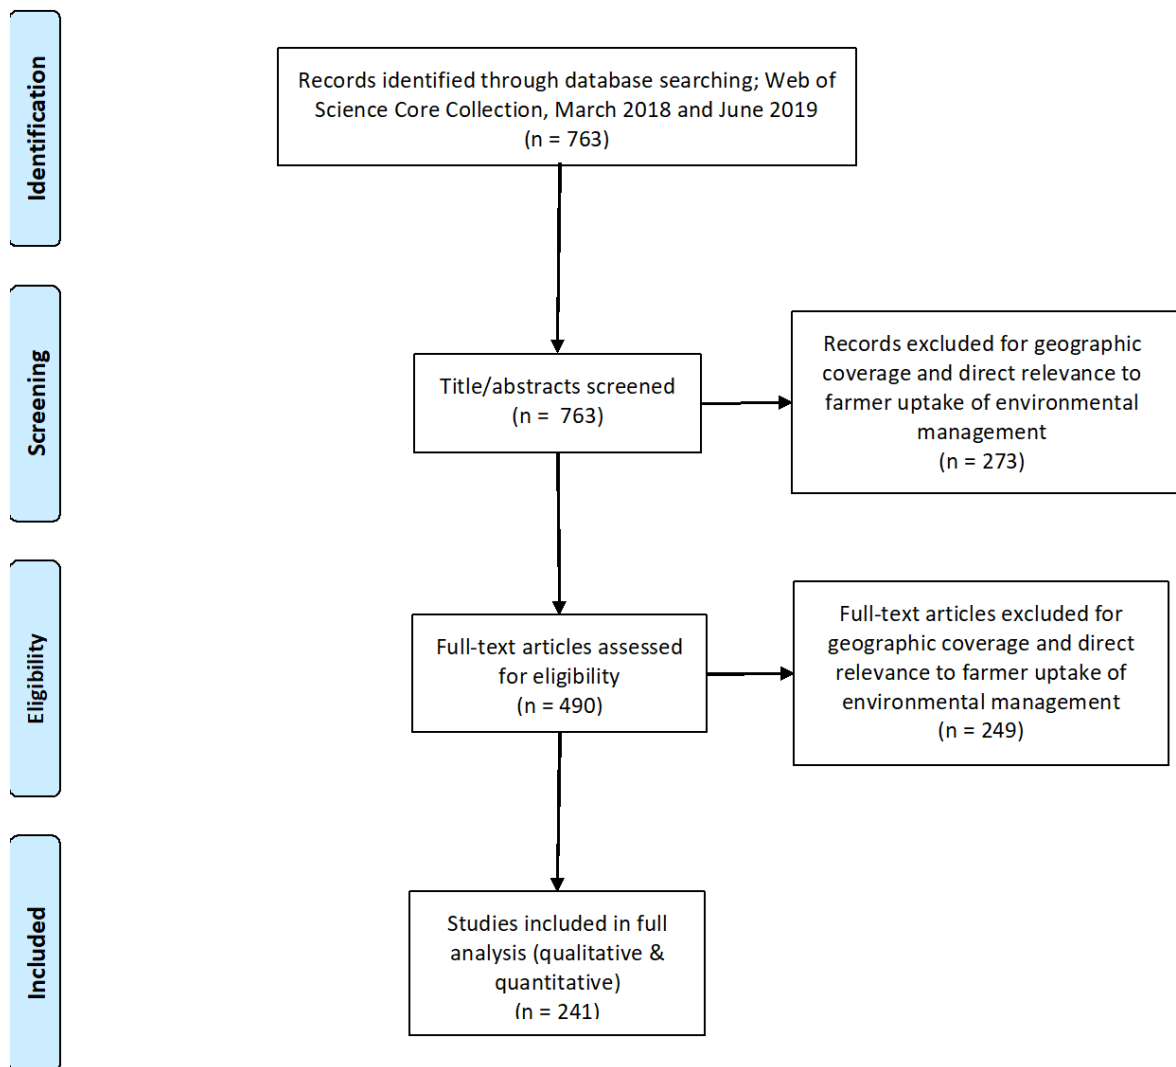 Identification
Records identified through database searching; Web of
Science Core Collection, March 2018 and June 2019
(n = 763)
Screening
Title/abstracts screened
(n = 763)
Records excluded for geographic
coverage and direct relevance to
farmer uptake of environmental
management
(n = 273)
Eligibility
Full-text articles assessed
for eligibility
(n = 490)
Full-text articles excluded for
geographic coverage and direct
relevance to farmer uptake of
environmental management
(n = 249)
Included
Studies included in full
analysis (qualitative &
quantitative)
(n = 241)